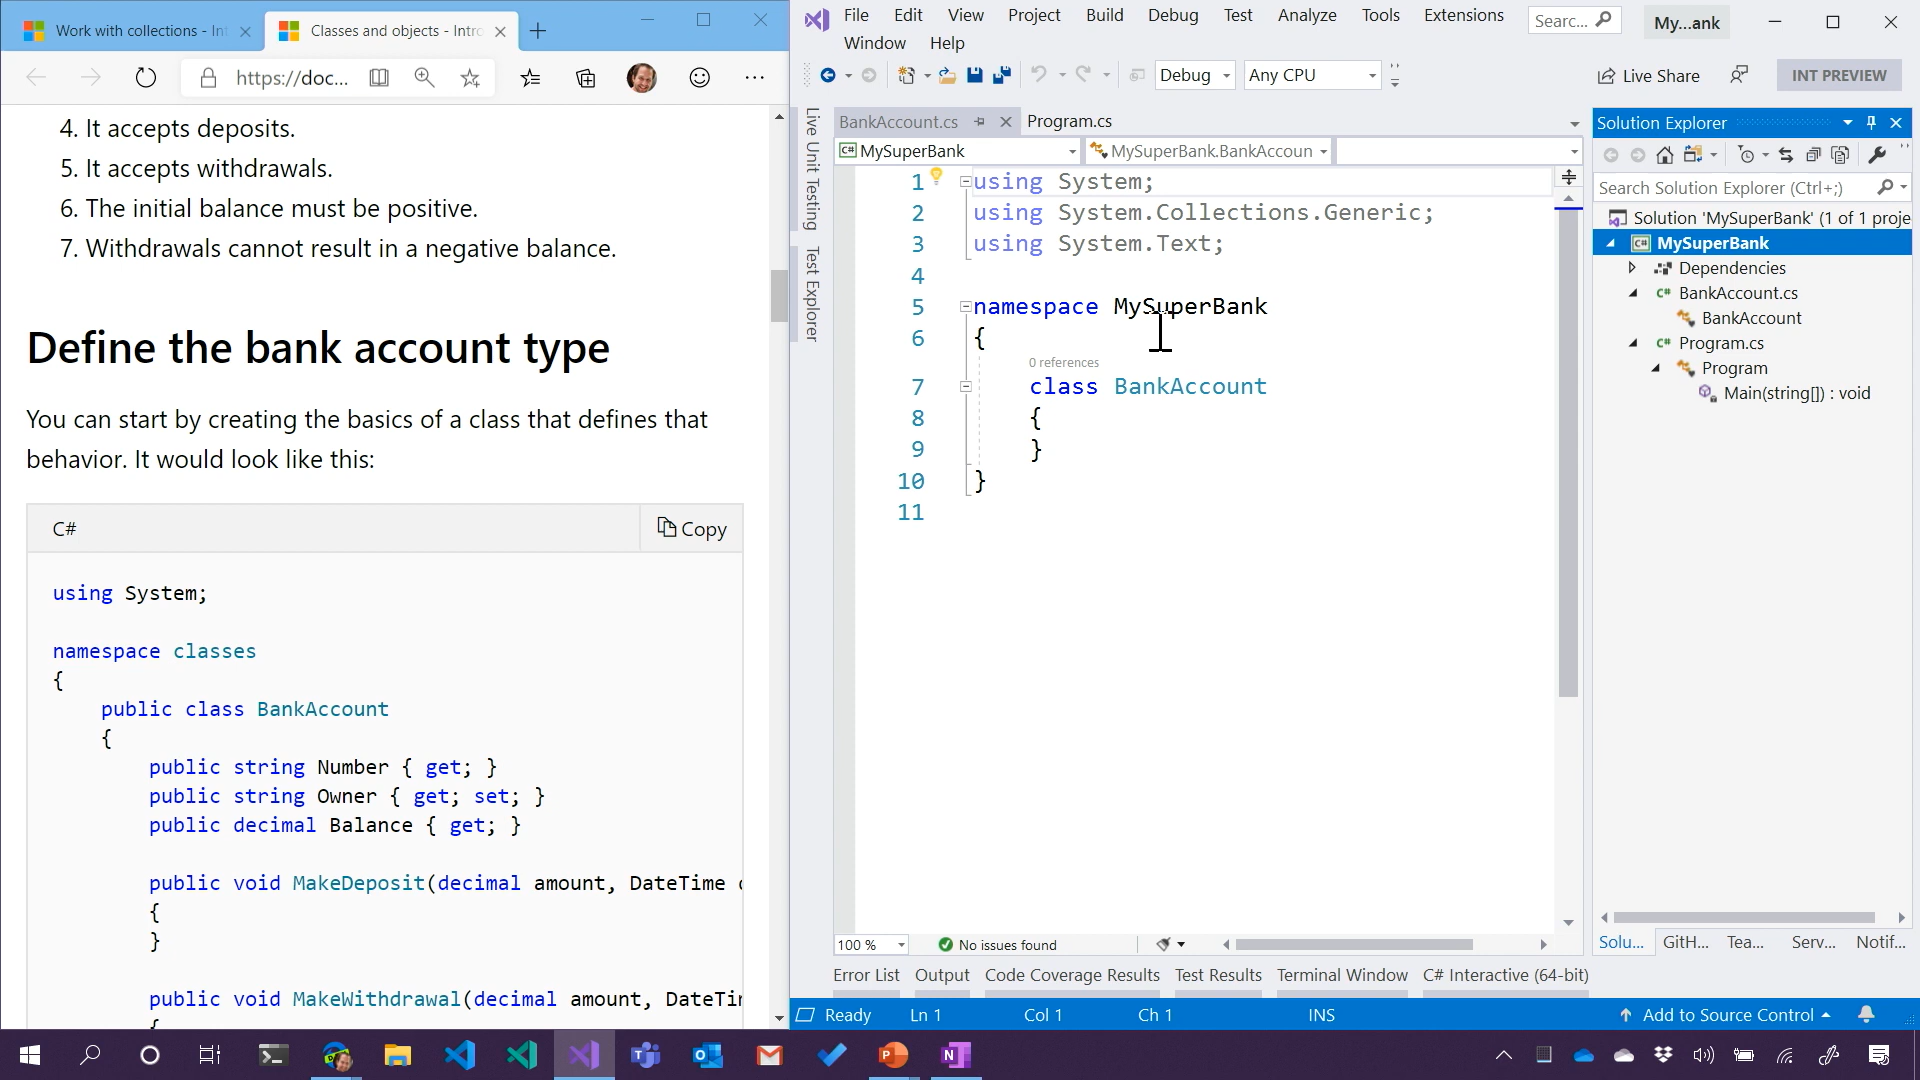 Work with collections - In
Classes and objects - Intro
https://doc...
4. It accepts deposits.
5. It accepts withdrawals.
6. The initial balance must be positive.
7. Withdrawals cannot result in a negative balance.
Define the bank account type
You can start by creating the basics of a class that defines that
behavior. It would look like this:
C#
Copy
using System;
namespace classes
{
public class BankAccount
{
public string Number { get; }
public string Owner { get; set; }
public decimal Balance { get; }
public void MakeDeposit(decimal amount, DateTime
{
}
public void MakeWithdrawal(decimal amount, DateTim
{
File Edit View Project Build Debug Test Analyze Tools Extensions
Window Help
Searc...
My...ank
Debug
Any CPU
Live Share
INT PREVIEW
Live Unit Testing
Test Explorer
BankAccount.cs
Program.cs
C# MySuperBank
MySuperBank.BankAccoun
1 using System;
2 using System.Collections.Generic;
3 using System.Text;
4
5 namespace MySuperBank
6 {
0 references
7 class BankAccount
8 {
9 }
10 }
11
100 %
No issues found
Error List Output Code Coverage Results Test Results Terminal Window C# Interactive (64-bit)
Solution Explorer
Search Solution Explorer (Ctrl+;)
Solution 'MySuperBank' (1 of 1 proje
C# MySuperBank
Dependencies
C# BankAccount.cs
BankAccount
C# Program.cs
Program
Main(string[]) : void
Solu... GitH... Tea... Serv... Notif...
Ready Ln 1 Col 1 Ch 1 INS
Add to Source Control